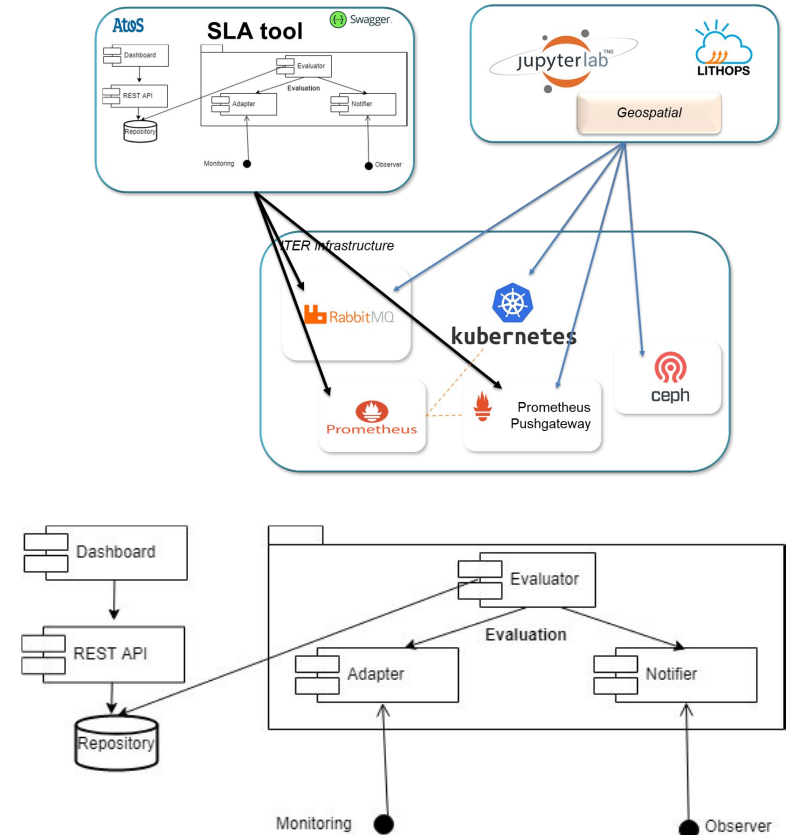 Atos
SLA tool
{··}
Swagger.
Dashboard
REST API
Repository
Evaluator
Evaluation
Adapter
Notifier
Monitoring
Observer
jupyterlab
TNG
LITHOPS
Geospatial
ITER infrastructure
RabbitMQ
kubernetes
ceph
Prometheus
Prometheus
Pushgateway
Dashboard
REST API
Repository
Evaluator
Evaluation
Adapter
Notifier
Monitoring
Observer